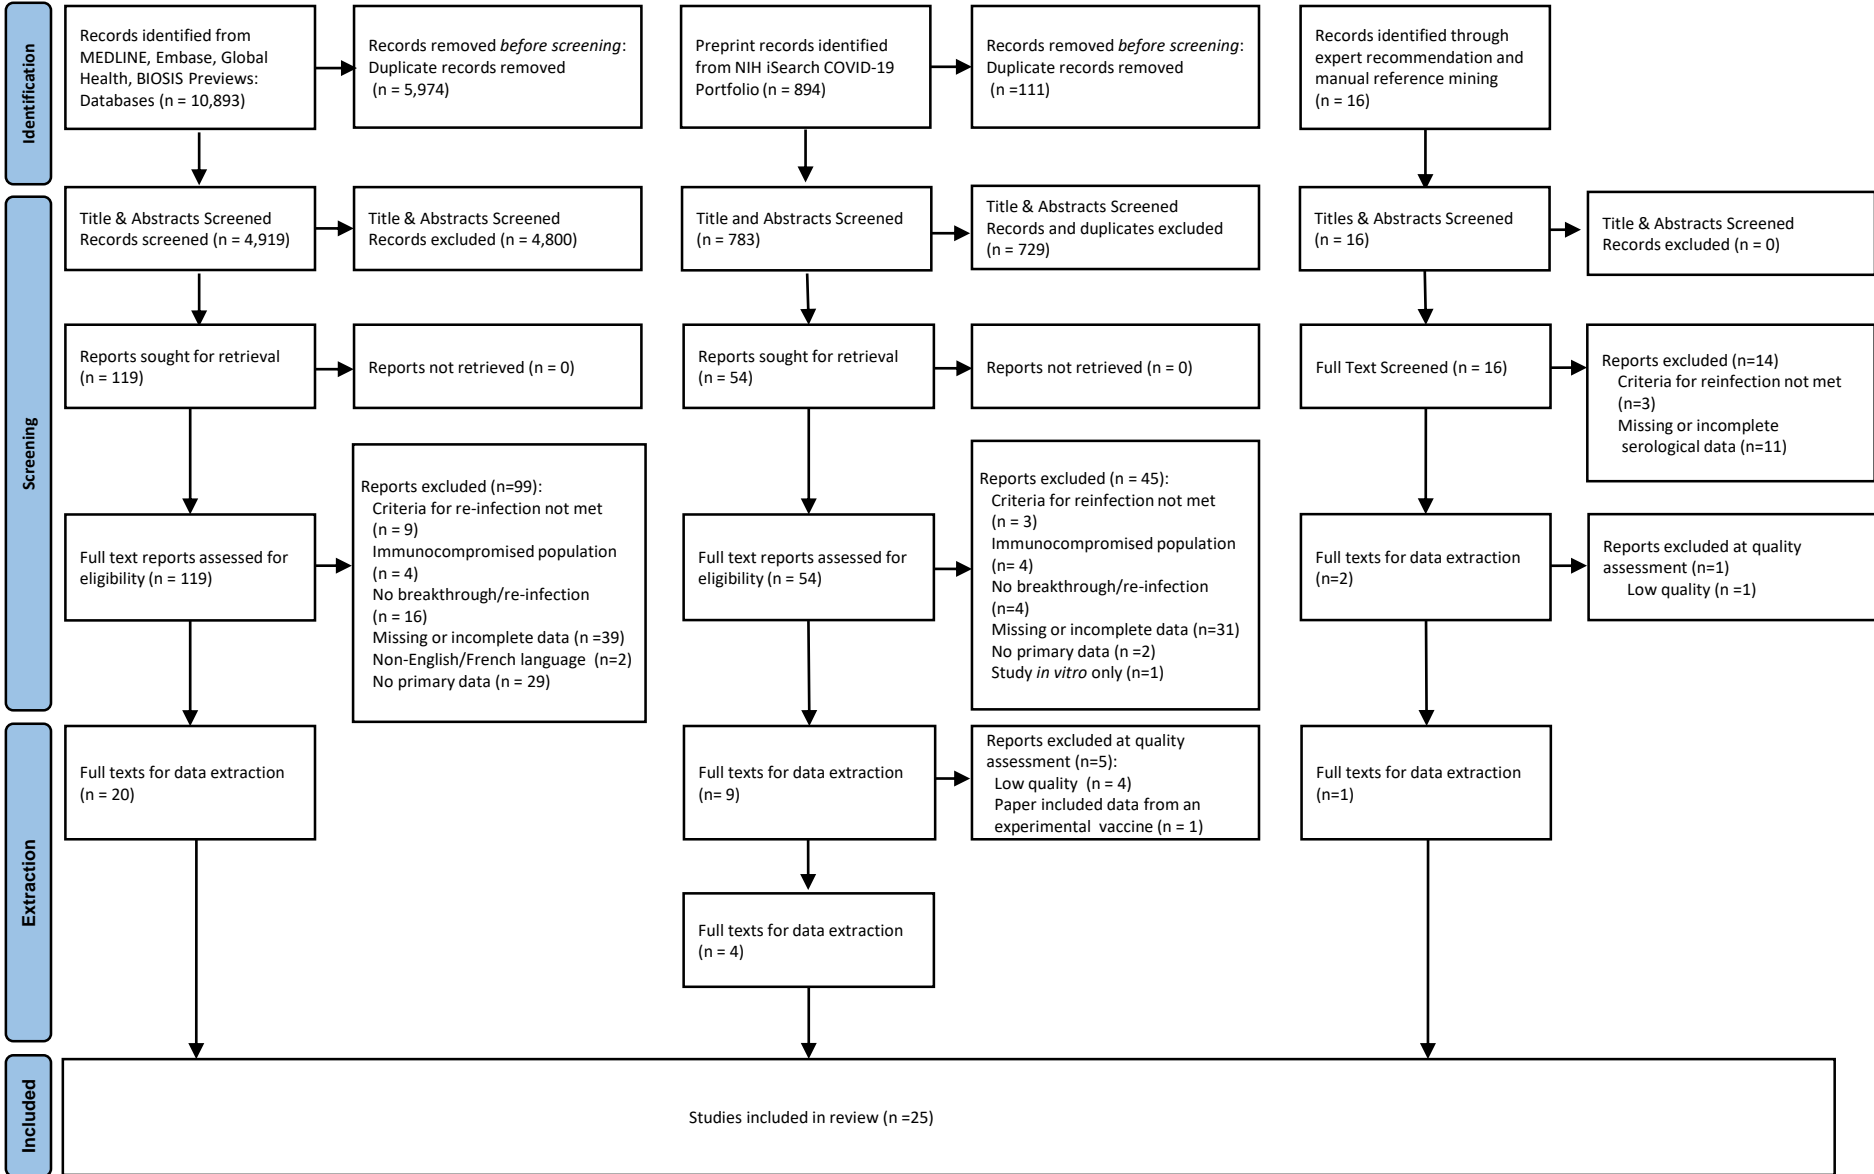 Identification
Records identified from
MEDLINE, Embase, Global
Health, BIOSIS Previews:
Databases (n = 10,893)
Records removed before screening:
Duplicate records removed
(n = 5,974)
Preprint records identified
from NIH iSearch COVID-19
Portfolio (n = 894)
Records removed before screening:
Duplicate records removed
(n =111)
Records identified through
expert recommendation and
manual reference mining
(n = 16)
Screening
Title & Abstracts Screened
Records screened (n = 4,919)
Title & Abstracts Screened
Records excluded (n = 4,800)
Title and Abstracts Screened
(n = 783)
Title & Abstracts Screened
Records and duplicates excluded
(n = 729)
Titles & Abstracts Screened
(n = 16)
Title & Abstracts Screened
Records excluded (n = 0)
Reports sought for retrieval
(n = 119)
Reports not retrieved (n = 0)
Reports sought for retrieval
(n = 54)
Reports not retrieved (n = 0)
Full Text Screened (n = 16)
Reports excluded (n=14)
Criteria for reinfection not met
(n=3)
Missing or incomplete
serological data (n=11)
Full text reports assessed for
eligibility (n = 119)
Reports excluded (n=99):
Criteria for re-infection not met
(n = 9)
Immunocompromised population
(n = 4)
No breakthrough/re-infection
(n = 16)
Missing or incomplete data (n =39)
Non-English/French language (n=2)
No primary data (n = 29)
Full text reports assessed for
eligibility (n = 54)
Reports excluded (n = 45):
Criteria for reinfection not met
(n = 3)
Immunocompromised population
(n= 4)
No breakthrough/re-infection
(n=4)
Missing or incomplete data (n=31)
No primary data (n =2)
Study in vitro only (n=1)
Full texts for data extraction
(n=2)
Reports excluded at quality
assessment (n=1)
Low quality (n =1)
Extraction
Full texts for data extraction
(n = 20)
Full texts for data extraction
(n= 9)
Reports excluded at quality
assessment (n=5):
Low quality (n = 4)
Paper included data from an
experimental vaccine (n = 1)
Full texts for data extraction
(n=1)
Full texts for data extraction
(n = 4)
Included
Studies included in review (n =25)